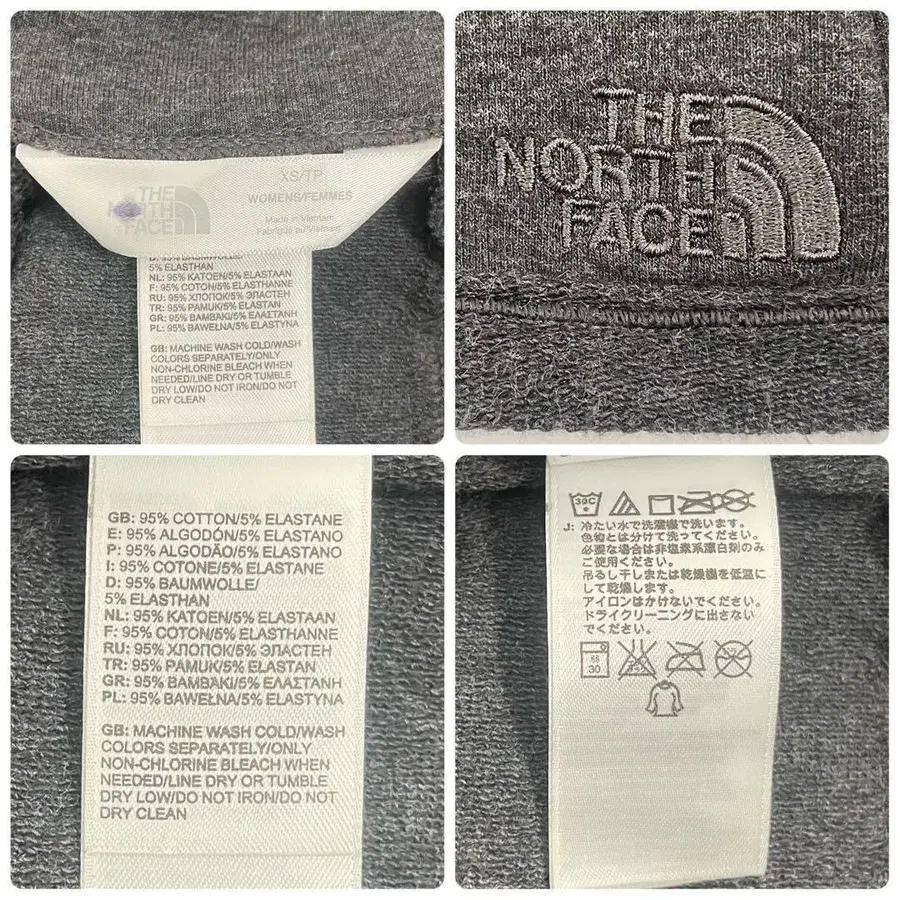 THE
NORTH
FACE
XS/TP
WOMENS/FEMMES
Made in Vietnam
Fabriqué au Vietnam
5% ELASTHAN
NL: 95% KATOEN/5% ELASTAAN
F: 95% COTON/5% ELASTHANNE
RU: 95% ХЛОПОК/5% ЭЛАСТЕН
TR: 95% PAMUK/5% ELASTAN
GR: 95% ΒΑΜΒΑΚΙ/5% ΕΛΑΣΤΑΝΗ
PL: 95% BAWEŁNA/5% ELASTYNA
GB: MACHINE WASH COLD/WASH
COLORS SEPARATELY/ONLY
NON-CHLORINE BLEACH WHEN
NEEDED/LINE DRY OR TUMBLE
DRY LOW/DO NOT IRON/DO NOT
DRY CLEAN
THE
NORTH
FACE
GB: 95% COTTON/5% ELASTANE
E: 95% ALGODÓN/5% ELASTANO
P: 95% ALGODÃO/5% ELASTANO
I: 95% COTONE/5% ELASTANE
D: 95% BAUMWOLLE/
5% ELASTHAN
NL: 95% KATOEN/5% ELASTAAN
F: 95% COTON/5% ELASTHANNE
RU: 95% ХЛОПОК/5% ЭЛАСТЕН
TR: 95% PAMUK/5% ELASTAN
GR: 95% ΒΑΜΒΑΚΙ/5% ΕΛΑΣΤΑΝΗ
PL: 95% BAWEŁNA/5% ELASTYNA
GB: MACHINE WASH COLD/WASH
COLORS SEPARATELY/ONLY
NON-CHLORINE BLEACH WHEN
NEEDED/LINE DRY OR TUMBLE
DRY LOW/DO NOT IRON/DO NOT
DRY CLEAN
30C
J: 冷たい水で洗濯機で洗います。
色物とは分けて洗ってください。
必要な場合は非塩素系漂白剤のみ
ご使用ください。
吊るし干しまたは乾燥機を低温に
して乾燥します。
アイロンはかけないでください。
ドライクリーニングに出さない
でください。
30